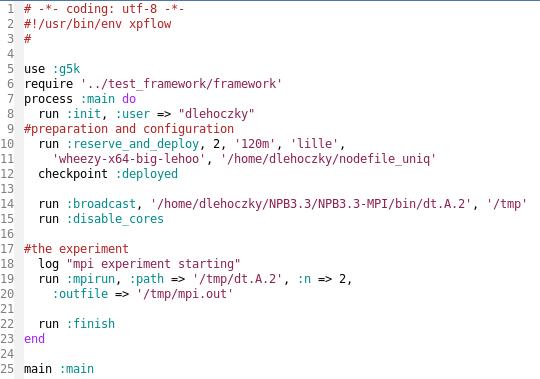 1 # -*- coding: utf-8 -*-
2 #!/usr/bin/env xpflow
3 #
4
5 use :g5k
6 require '../test_framework/framework'
7 process :main do
8   run :init, :user => "dlehoczky"
9 #preparation and configuration
10   run :reserve_and_deploy, 2, '120m', 'lille',
11     'wheezy-x64-big-lehoo', '/home/dlehoczky/nodefile_uniq'
12   checkpoint :deployed
13
14   run :broadcast, '/home/dlehoczky/NPB3.3/NPB3.3-MPI/bin/dt.A.2', '/tmp'
15   run :disable_cores
16
17 #the experiment
18   log "mpi experiment starting"
19   run :mpirun, :path => '/tmp/dt.A.2', :n => 2,
20     :outfile => '/tmp/mpi.out'
21
22   run :finish
23 end
24
25 main :main